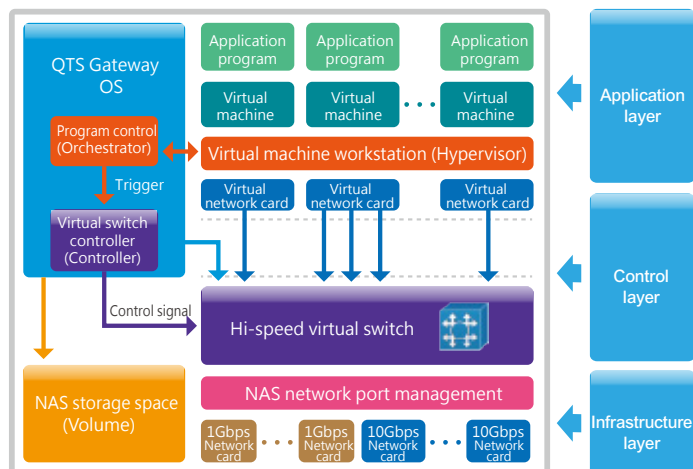 QTS Gateway
OS
Application
program
Application
program
Application
program
Virtual
machine
Virtual
machine
Virtual
machine
Program control
(Orchestrator)
Virtual machine workstation (Hypervisor)
Trigger
Virtual
network card
Virtual
network card
Virtual
network card
Virtual switch
controller
(Controller)
Control signal
Hi-speed virtual switch
NAS storage space
(Volume)
NAS network port management
1Gbps
Network
card
1Gbps
Network
card
10Gbps
Network
card
10Gbps
Network
card
Application
layer
Control
layer
Infrastructure
layer